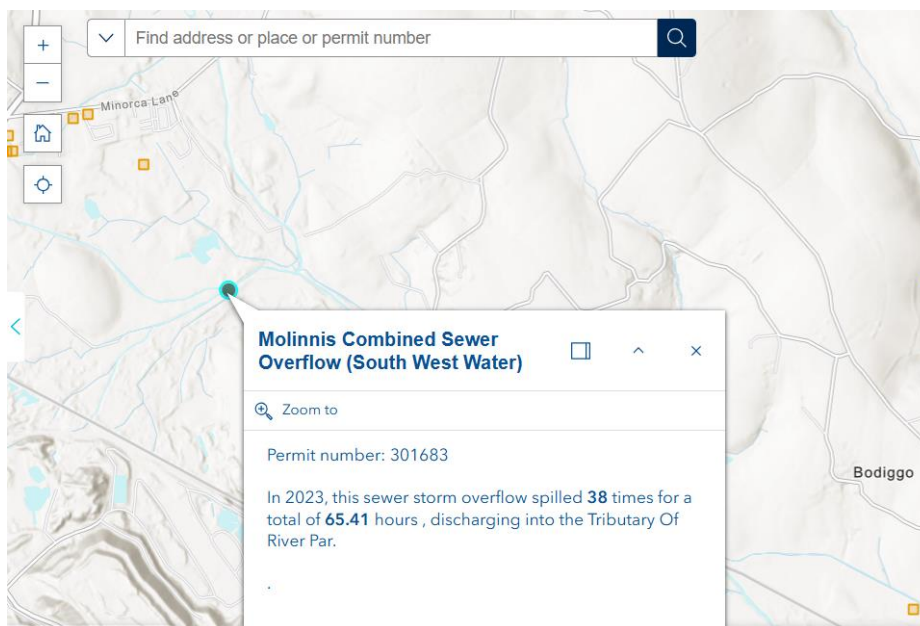 +
Find address or place or permit number
−
Minorca Lane
Molinnis Combined Sewer
Overflow (South West Water)
Zoom to
Permit number: 301683
In 2023, this sewer storm overflow spilled 38 times for a
total of 65.41 hours , discharging into the Tributary Of
River Par.
.
Bodiggo